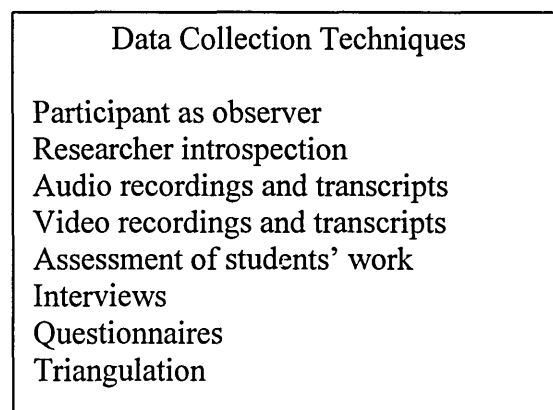 Data Collection Techniques
Participant as observer
Researcher introspection
Audio recordings and transcripts
Video recordings and transcripts
Assessment of students' work
Interviews
Questionnaires
Triangulation